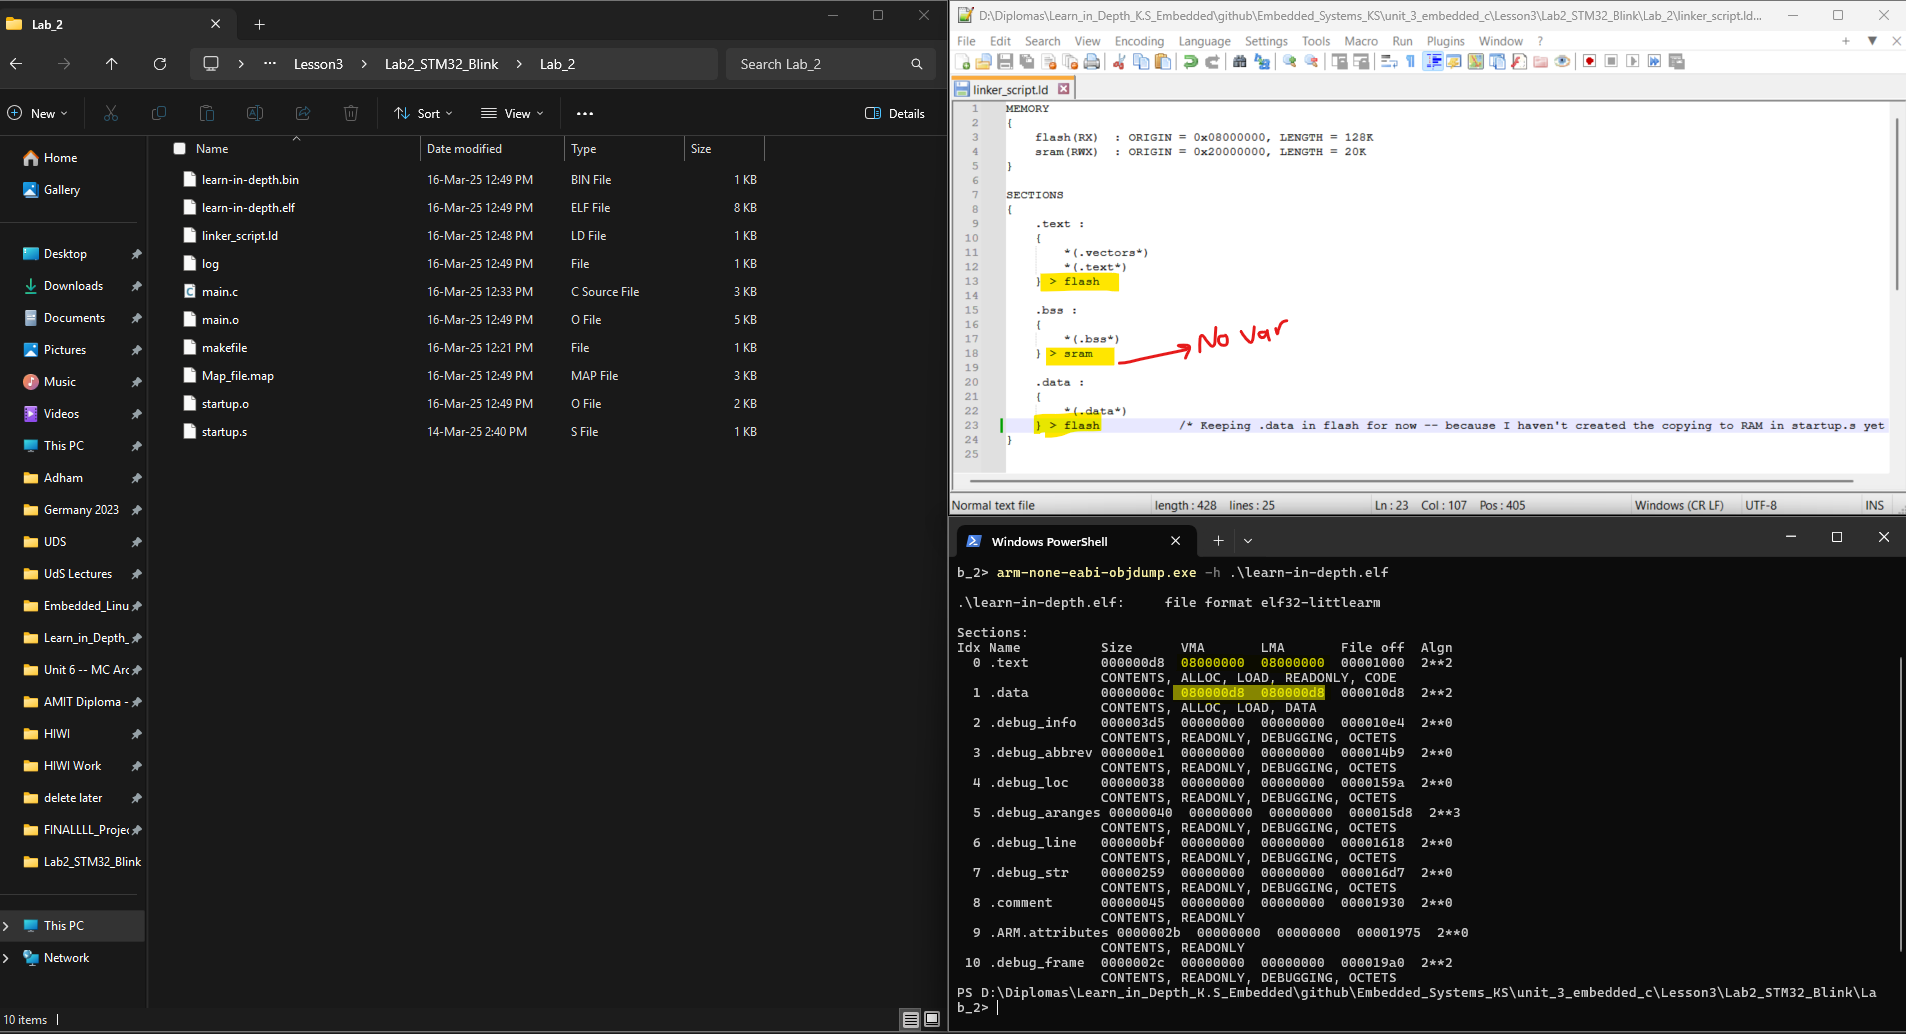 Lab_2
Lesson3 > Lab2_STM32_Blink > Lab_2
Search Lab_2
New
Sort
View
Details
Name Date modified Type Size
learn-in-depth.bin 16-Mar-25 12:49 PM BIN File 1 KB
learn-in-depth.elf 16-Mar-25 12:49 PM ELF File 8 KB
linker_script.ld 16-Mar-25 12:48 PM LD File 1 KB
log 16-Mar-25 12:49 PM File 1 KB
main.c 16-Mar-25 12:33 PM C Source File 3 KB
main.o 16-Mar-25 12:49 PM O File 5 KB
makefile 16-Mar-25 12:21 PM File 1 KB
Map_file.map 16-Mar-25 12:49 PM MAP File 3 KB
startup.o 16-Mar-25 12:49 PM O File 2 KB
startup.s 14-Mar-25 2:40 PM S File 1 KB
Home
Gallery
Desktop
Downloads
Documents
Pictures
Music
Videos
This PC
Adham
Germany 2023
UDS
UdS Lectures
Embedded_Linu
Learn_in_Depth_
Unit 6 -- MC Arc
AMIT Diploma -
HIWI
HIWI Work
delete later
FINALLLL_Projec
Lab2_STM32_Blink
This PC
Network
10 items
D:\Diplomas\Learn_in_Depth_K.S_Embedded\github\Embedded_Systems_KS\unit_3_embedded_c\Lesson3\Lab2_STM32_Blink\Lab_2\linker_script.ld...
File Edit Search View Encoding Language Settings Tools Macro Run Plugins Window ?
linker_script.ld
1 MEMORY
2 {
3 flash(RX) : ORIGIN = 0x08000000, LENGTH = 128K
4 sram(RWX) : ORIGIN = 0x20000000, LENGTH = 20K
5 }
6
7 SECTIONS
8 {
9 .text :
10 {
11 *(.vectors*)
12 *(.text*)
13 } > flash
14
15 .bss :
16 {
17 *(.bss*)
18 } > sram
No var
19
20 .data :
21 {
22 *(.data*)
23 } > flash /* Keeping .data in flash for now -- because I haven't created the copying to RAM in startup.s yet
24 }
25
Normal text file length : 428 lines : 25 Ln : 23 Col : 107 Pos : 405 Windows (CR LF) UTF-8 INS
Windows PowerShell
b_2> arm-none-eabi-objdump.exe -h .\learn-in-depth.elf
.\learn-in-depth.elf: file format elf32-littlearm
Sections:
Idx Name Size VMA LMA File off Algn
0 .text 000000d8 08000000 08000000 00001000 2**2
CONTENTS, ALLOC, LOAD, READONLY, CODE
1 .data 0000000c 080000d8 080000d8 000010d8 2**2
CONTENTS, ALLOC, LOAD, DATA
2 .debug_info 000003d5 00000000 00000000 000010e4 2**0
CONTENTS, READONLY, DEBUGGING, OCTETS
3 .debug_abbrev 000000e1 00000000 00000000 000014b9 2**0
CONTENTS, READONLY, DEBUGGING, OCTETS
4 .debug_loc 00000038 00000000 00000000 0000159a 2**0
CONTENTS, READONLY, DEBUGGING, OCTETS
5 .debug_aranges 00000040 00000000 00000000 000015d8 2**3
CONTENTS, READONLY, DEBUGGING, OCTETS
6 .debug_line 000000bf 00000000 00000000 00001618 2**0
CONTENTS, READONLY, DEBUGGING, OCTETS
7 .debug_str 00000259 00000000 00000000 000016d7 2**0
CONTENTS, READONLY, DEBUGGING, OCTETS
8 .comment 00000045 00000000 00000000 00001930 2**0
CONTENTS, READONLY
9 .ARM.attributes 0000002b 00000000 00000000 00001975 2**0
CONTENTS, READONLY
10 .debug_frame 0000002c 00000000 00000000 000019a0 2**2
CONTENTS, READONLY, DEBUGGING, OCTETS
PS D:\Diplomas\Learn_in_Depth_K.S_Embedded\github\Embedded_Systems_KS\unit_3_embedded_c\Lesson3\Lab2_STM32_Blink\La
b_2>